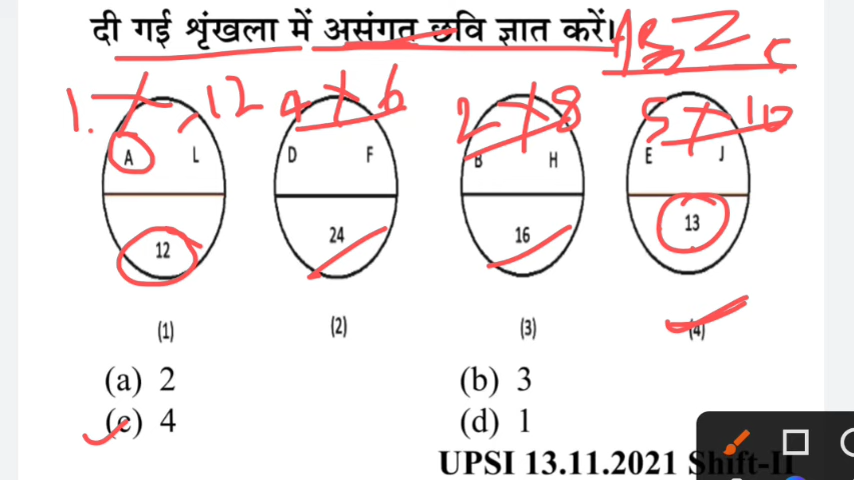 दी गई श्रृंखला में असंगत छवि ज्ञात करें।
1. 12 4 6 2 8 5 10
A L D F B H E J
12 24 16 13
(1) (2) (3) (4)
(a) 2 (b) 3
(c) 4 (d) 1
UPSI 13.11.2021 Shift-II